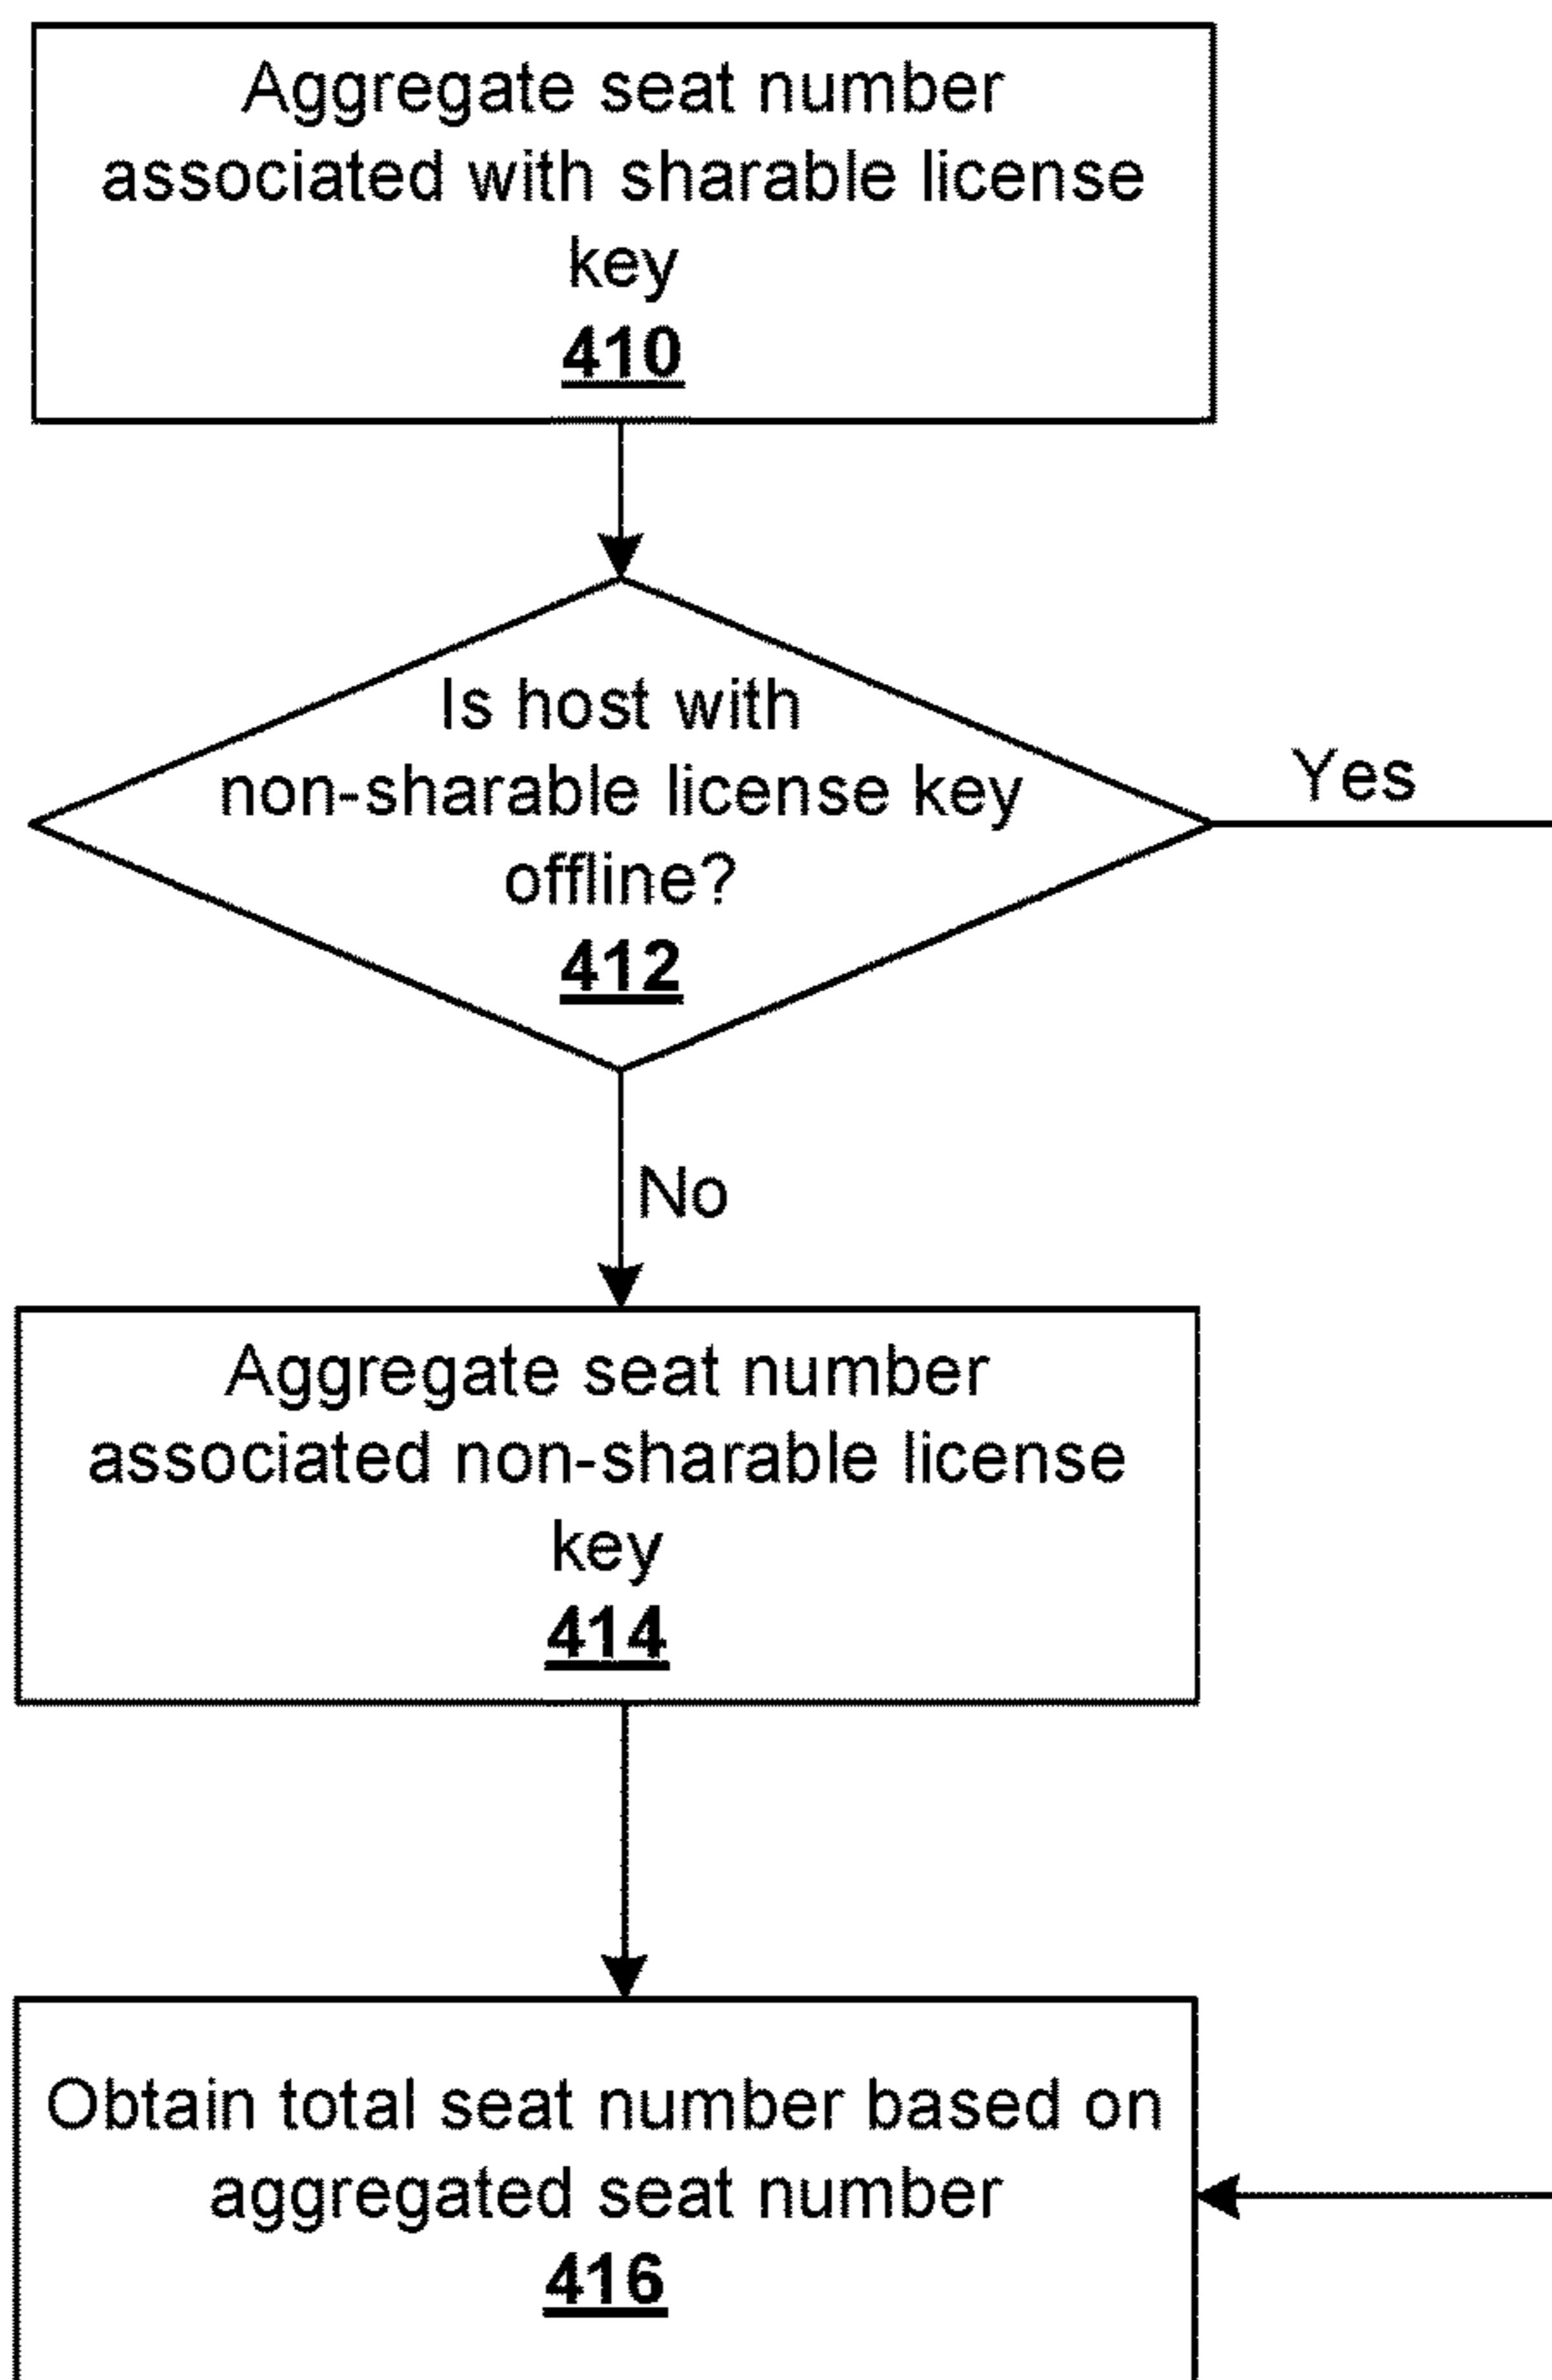 Aggregate seat number
associated with sharable license
key
410
Is host with
non-sharable license key
offline?
412
Yes
No
Aggregate seat number
associated non-sharable license
key
414
Obtain total seat number based on
aggregated seat number
416